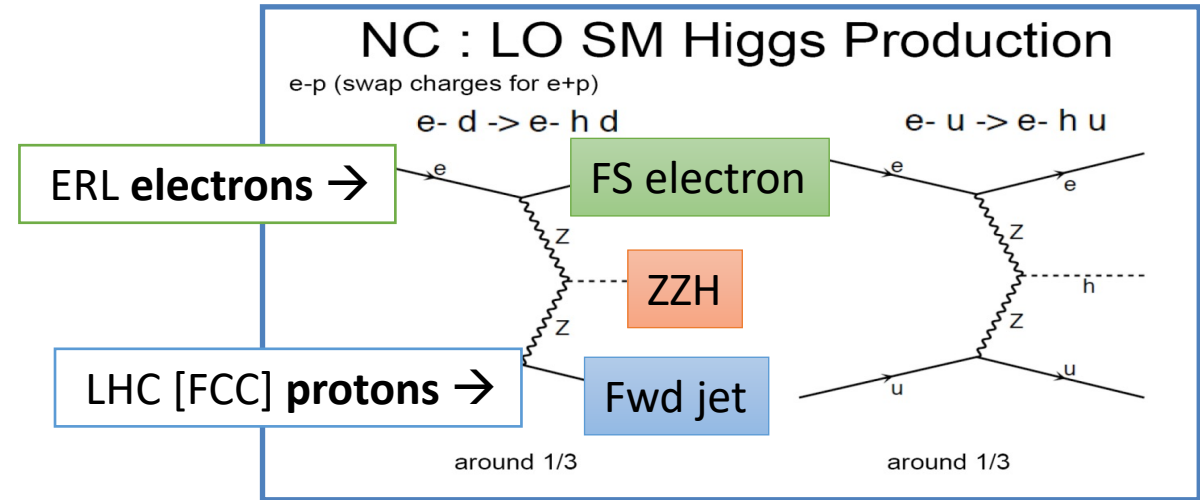 NC : LO SM Higgs Production
e-p (swap charges for e+p)
e- d -> e- h d
e- u -> e- h u
ERL electrons →
e
FS electron
e
e
Z
Z
ZZH
h
Z
Z
LHC [FCC] protons →
Fwd jet
u
u
around 1/3
around 1/3